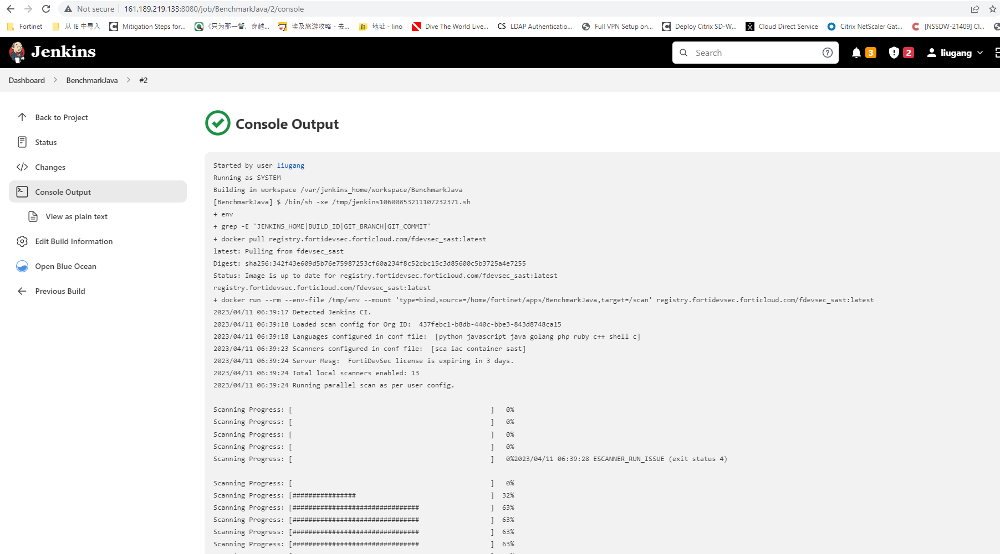 Not secure 161.189.219.133:8080/job/BenchmarkJava/2/console
Fortinet 从 IE 中导入 Mitigation Steps for... 《只为那一瞥，穿越... 埃及旅游攻略 - 去... 地址 - lino Dive The World Live... CS LDAP Authenticatio... Full VPN Setup on... Deploy Citrix SD-W... Cloud Direct Service Citrix NetScaler Gat... [NSSDW-21409] Cl...
Jenkins Search 3 2 liugang
Dashboard BenchmarkJava #2
Back to Project
Status
Changes
Console Output
View as plain text
Edit Build Information
Open Blue Ocean
Previous Build
Console Output
Started by user liugang
Running as SYSTEM
Building in workspace /var/jenkins_home/workspace/BenchmarkJava
[BenchmarkJava] $ /bin/sh -xe /tmp/jenkins10600853211107232371.sh
+ env
+ grep -E 'JENKINS_HOME|BUILD_ID|GIT_BRANCH|GIT_COMMIT'
+ docker pull registry.fortidevsec.forticloud.com/fdevsec_sast:latest
latest: Pulling from fdevsec_sast
Digest: sha256:342f43e609d5b76e75987253cf60a234f8c52cbc15c3d85600c5b3725a4e7255
Status: Image is up to date for registry.fortidevsec.forticloud.com/fdevsec_sast:latest
registry.fortidevsec.forticloud.com/fdevsec_sast:latest
+ docker run --rm --env-file /tmp/env --mount 'type=bind,source=/home/fortinet/apps/BenchmarkJava,target=/scan' registry.fortidevsec.forticloud.com/fdevsec_sast:latest
2023/04/11 06:39:17 Detected Jenkins CI.
2023/04/11 06:39:18 Loaded scan config for Org ID:  437febc1-b8db-440c-bbe3-843d8748ca15
2023/04/11 06:39:18 Languages configured in conf file:  [python javascript java golang php ruby c++ shell c]
2023/04/11 06:39:23 Scanners configured in conf file:  [sca iac container sast]
2023/04/11 06:39:24 Server Mesg:  FortiDevSec license is expiring in 3 days.
2023/04/11 06:39:24 Total local scanners enabled: 13
2023/04/11 06:39:24 Running parallel scan as per user config.
Scanning Progress: [                                                  ]   0%
Scanning Progress: [                                                  ]   0%
Scanning Progress: [                                                  ]   0%
Scanning Progress: [                                                  ]   0%
Scanning Progress: [                                                  ]   0%2023/04/11 06:39:28 ESCANNER_RUN_ISSUE (exit status 4)
Scanning Progress: [                                                  ]   0%
Scanning Progress: [################                                  ]  32%
Scanning Progress: [################################                  ]  63%
Scanning Progress: [################################                  ]  63%
Scanning Progress: [################################                  ]  63%
Scanning Progress: [################################                  ]  63%